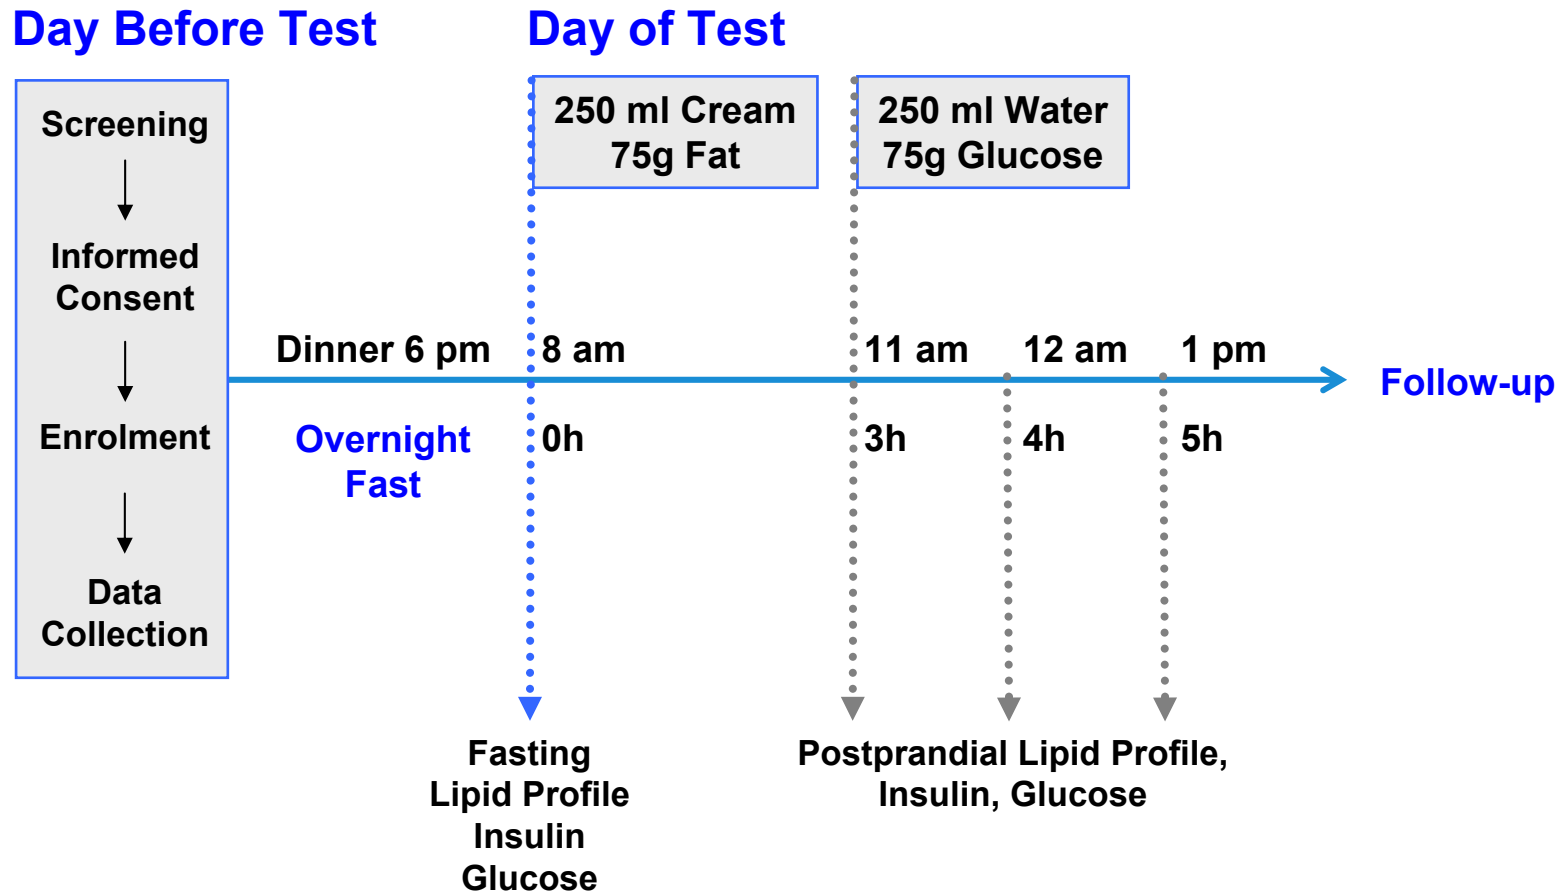 Day Before Test
Day of Test
Screening
Informed
Consent
Enrolment
Data
Collection
250 ml Cream
75g Fat
250 ml Water
75g Glucose
Dinner 6 pm
8 am
11 am
12 am
1 pm
Follow-up
Overnight
Fast
0h
3h
4h
5h
Fasting
Lipid Profile
Insulin
Glucose
Postprandial Lipid Profile,
Insulin, Glucose